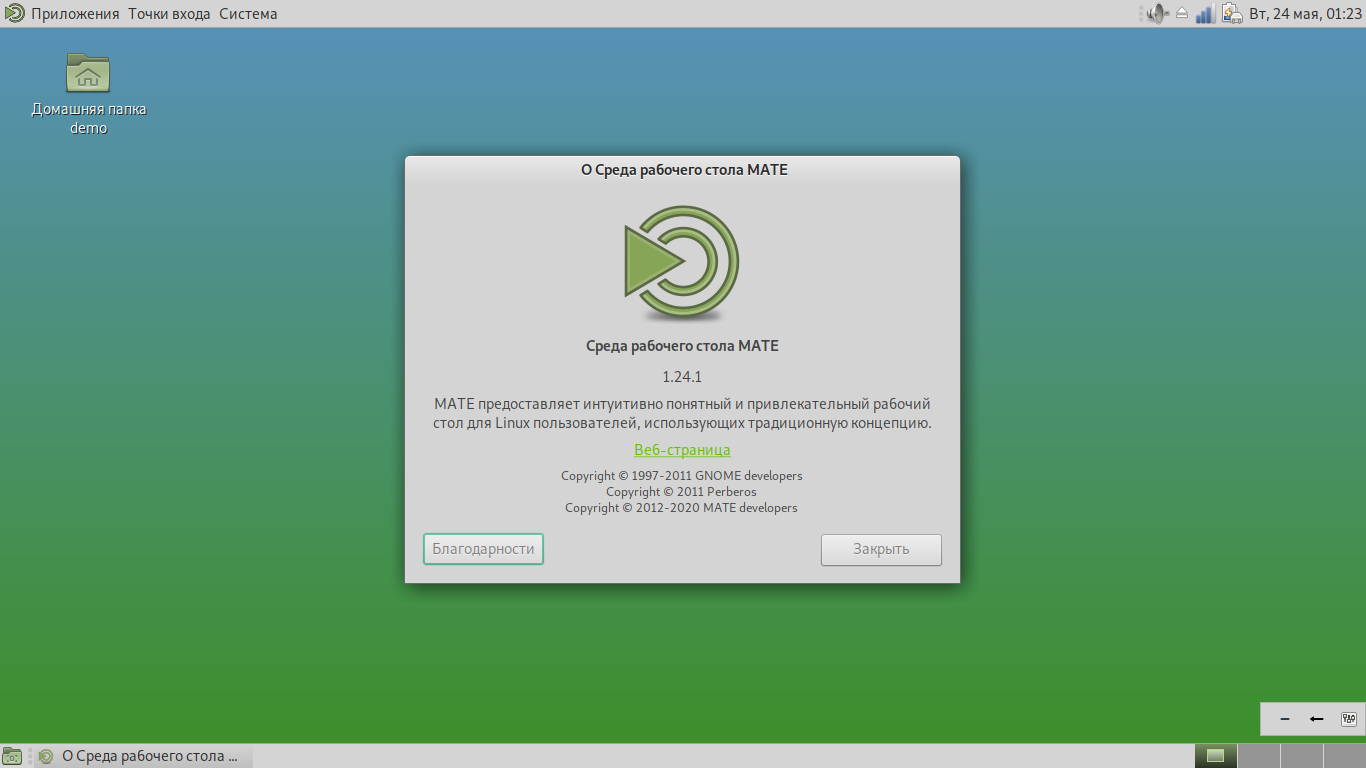 Приложения Точки входа Система
Вт, 24 мая, 01:23
Домашняя папка
demo
О Среда рабочего стола MATE
Среда рабочего стола MATE
1.24.1
MATE предоставляет интуитивно понятный и привлекательный рабочий
стол для Linux пользователей, использующих традиционную концепцию.
Веб-страница
Copyright © 1997-2011 GNOME developers
Copyright © 2011 Perberos
Copyright © 2012-2020 MATE developers
Благодарности
Закрыть
О Среда рабочего стола ...